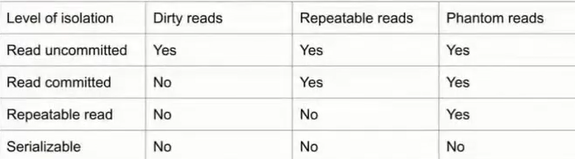 Level of isolation Dirty reads Repeatable reads Phantom reads
Read uncommitted Yes Yes Yes
Read committed No Yes Yes
Repeatable read No No Yes
Serializable No No No